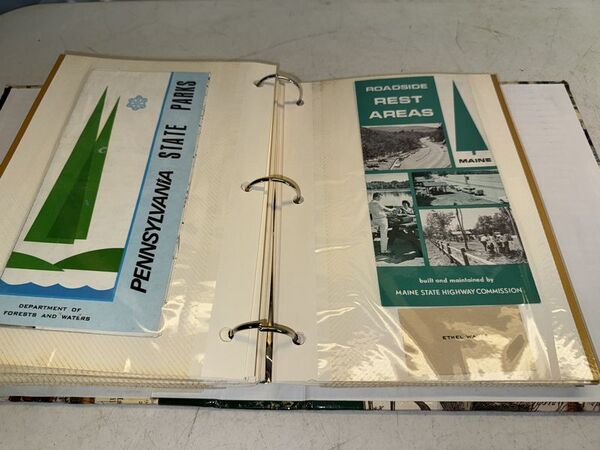 PENNSYLVANIA STATE PARKS
DEPARTMENT OF
FORESTS AND WATERS
ROADSIDE
REST
AREAS
MAINE
built and maintained by
MAINE STATE HIGHWAY COMMISSION
ETHEL